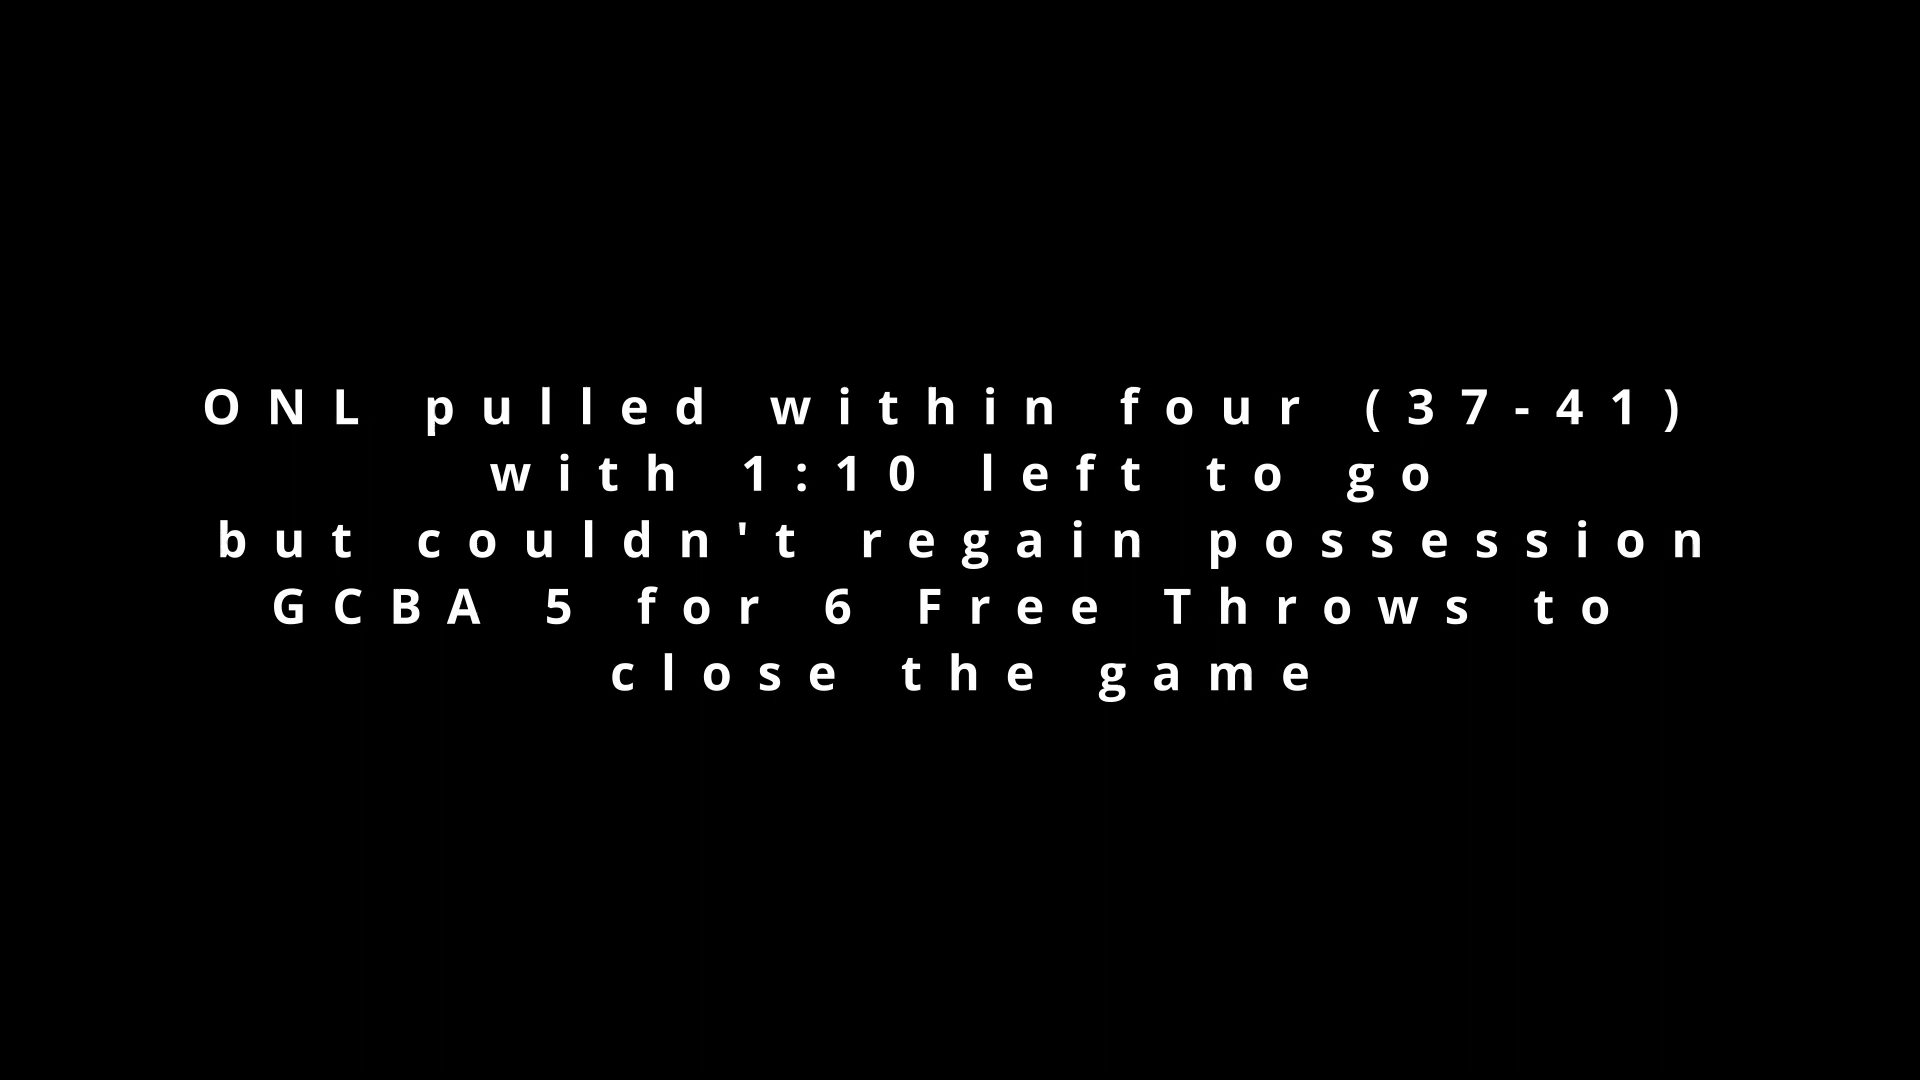 ONL pulled within four (37-41)
with 1:10 left to go
but couldn't regain possession
GCBA 5 for 6 Free Throws to
close the game